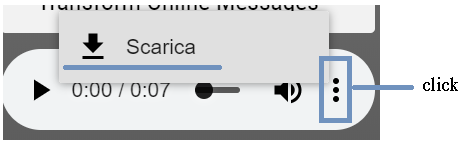 Transform Online Messages
Scarica
0:00 / 0:07
click